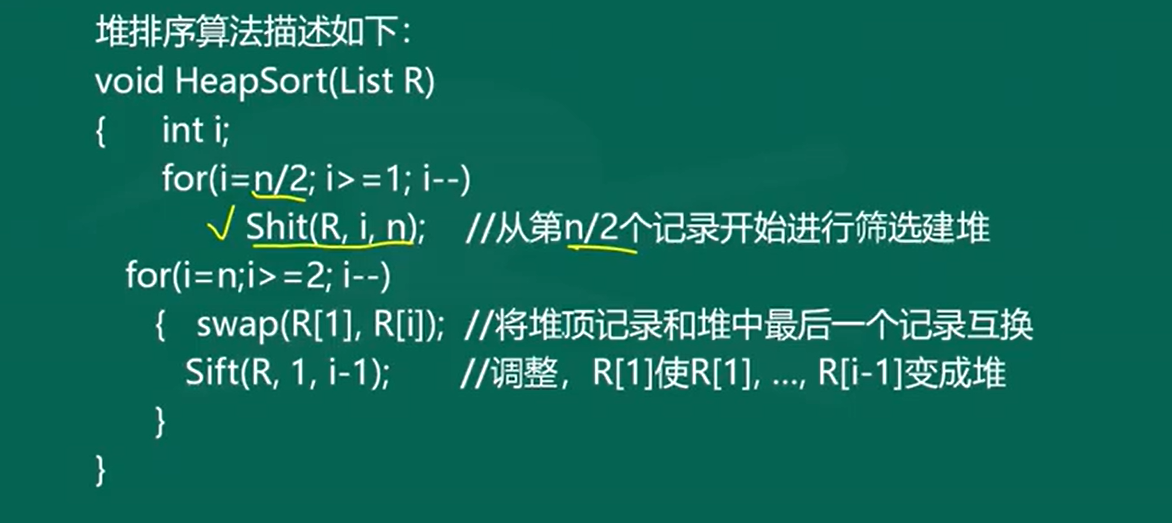 堆排序算法描述如下：
void HeapSort(List R)
{ int i;
for(i=n/2; i>=1; i--)
Shit(R, i, n); //从第n/2个记录开始进行筛选建堆
for(i=n;i>=2; i--)
{ swap(R[1], R[i]); //将堆顶记录和堆中最后一个记录互换
Sift(R, 1, i-1); //调整，R[1]使R[1], ..., R[i-1]变成堆
}
}